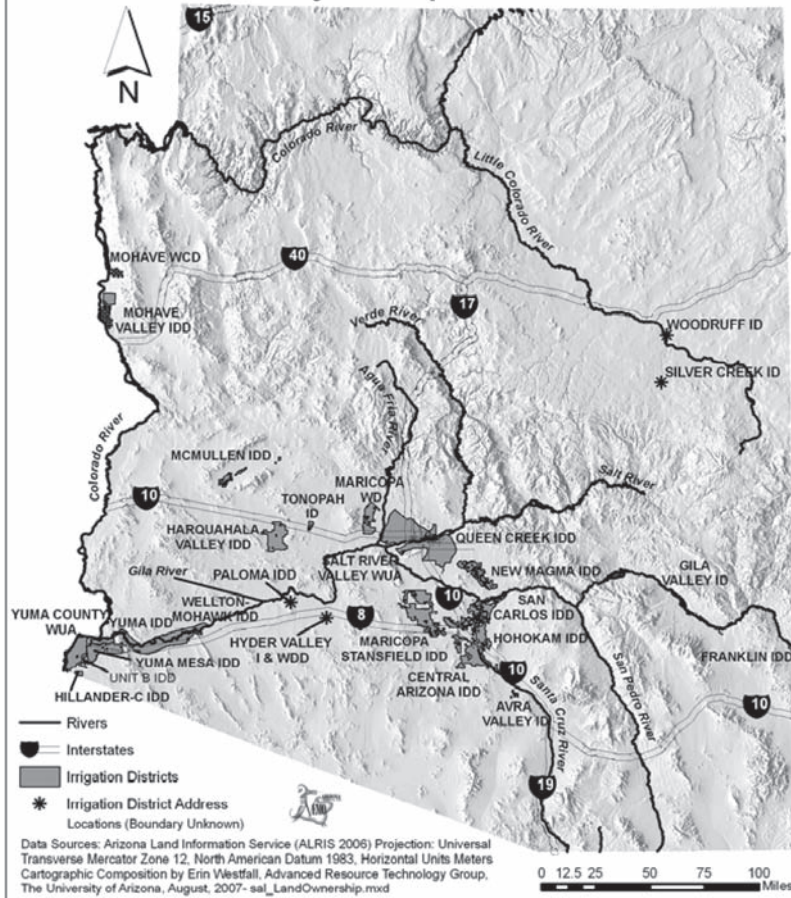 15
N
Colorado River
Little Colorado River
MOHAVE WCD
40
MOHAVE
VALLEY IDD
17
Verde River
WOODRUFF ID
SILVER CREEK ID
Agua Fria River
Colorado River
MCMULLEN IDD
MARICOPA
WD
Salt River
10
TONOPAH
ID
HARQUAHALA
VALLEY IDD
QUEEN CREEK IDD
SALT RIVER
VALLEY WUA
NEW MAGMA IDD
GILA
VALLEY ID
Gila River
PALOMA IDD
WELLTON-
MOHAWK IDD
10
SAN
CARLOS IDD
YUMA COUNTY
WUA
YUMA IDD
8
HOHOKAM IDD
HYDER VALLEY
I & WDD
MARICOPA
STANSFIELD IDD
FRANKLIN IDD
YUMA MESA IDD
UNIT B IDD
HILLANDER-C IDD
CENTRAL
ARIZONA IDD
10
San Pedro River
AVRA
VALLEY ID
Santa Cruz River
10
19
Rivers
Interstates
Irrigation Districts
Irrigation District Address
Locations (Boundary Unknown)
Data Sources: Arizona Land Information Service (ALRIS 2006) Projection: Universal
Transverse Mercator Zone 12, North American Datum 1983, Horizontal Units Meters
Cartographic Composition by Erin Westfall, Advanced Resource Technology Group,
The University of Arizona, August, 2007- sal_LandOwnership.mxd
0 12.5 25 50 75 100
Miles